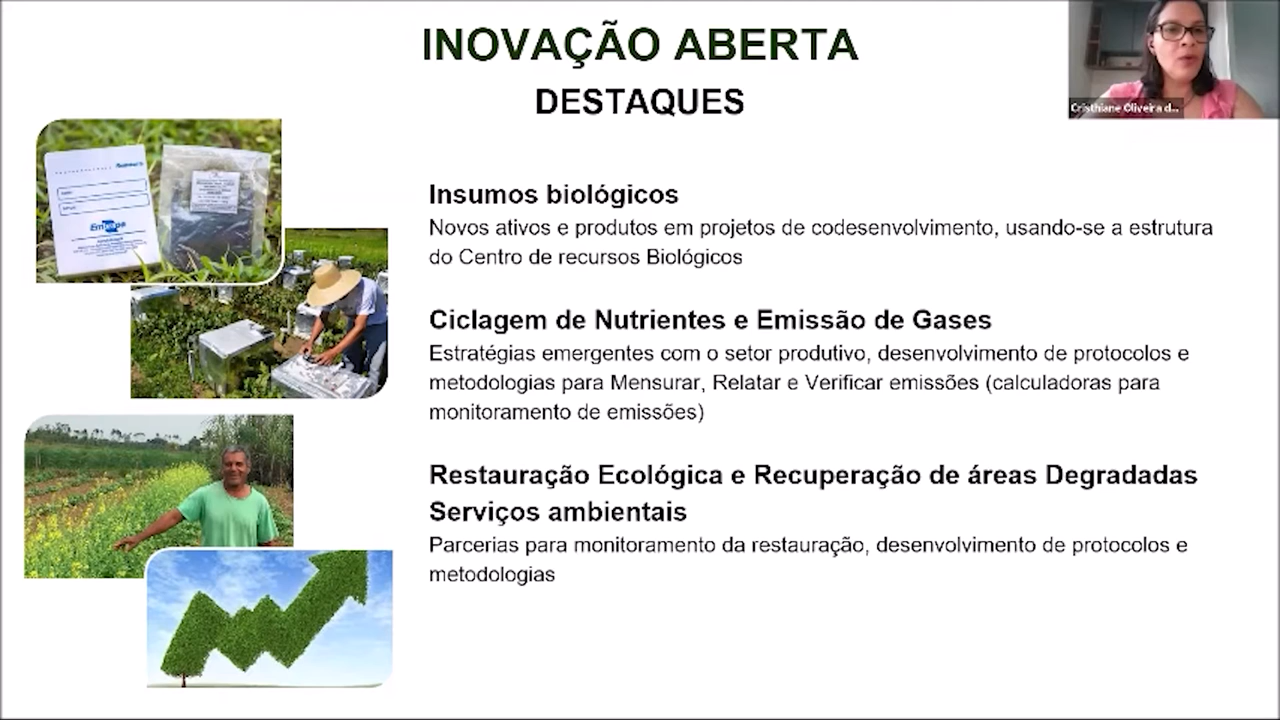 INOVAÇÃO ABERTA
DESTAQUES
Cristhiane Oliveira d...
Embrapa
Insumos biológicos
Novos ativos e produtos em projetos de codesenvolvimento, usando-se a estrutura
do Centro de recursos Biológicos
Ciclagem de Nutrientes e Emissão de Gases
Estratégias emergentes com o setor produtivo, desenvolvimento de protocolos e
metodologias para Mensurar, Relatar e Verificar emissões (calculadoras para
monitoramento de emissões)
Restauração Ecológica e Recuperação de áreas Degradadas
Serviços ambientais
Parcerias para monitoramento da restauração, desenvolvimento de protocolos e
metodologias